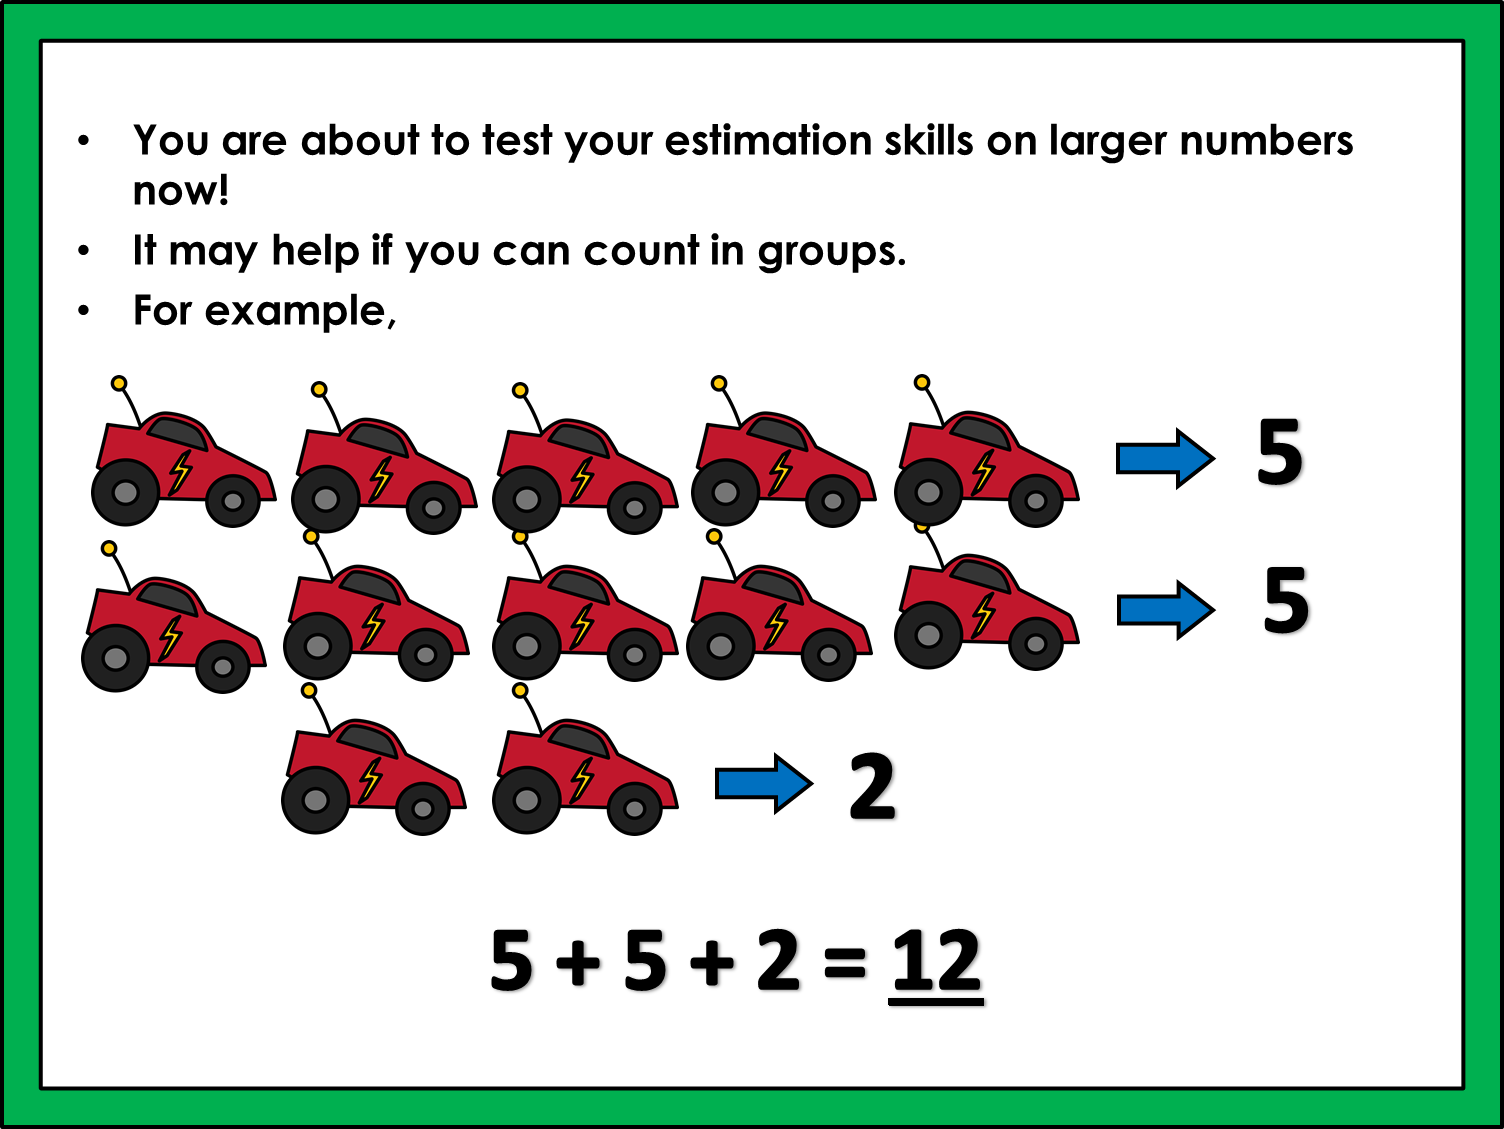 • You are about to test your estimation skills on larger numbers
now!
• It may help if you can count in groups.
• For example,
5
5
2
5 + 5 + 2 = 12